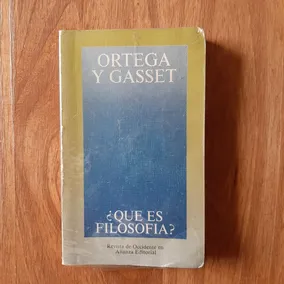 ORTEGA
Y GASSET
¿QUE ES
FILOSOFIA?
Revista de Occidente en
Alianza Editorial